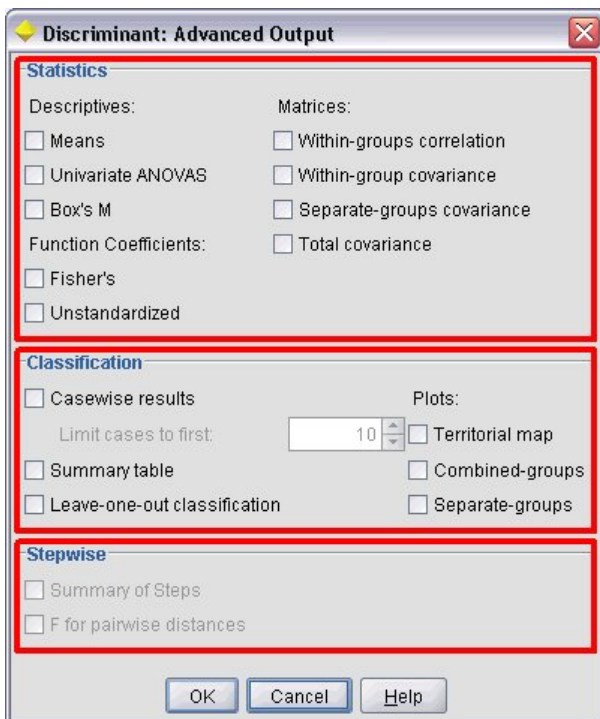 Discriminant: Advanced Output
Statistics
Descriptives:
Means
Univariate ANOVAS
Box's M
Function Coefficients:
Fisher's
Unstandardized
Matrices:
Within-groups correlation
Within-group covariance
Separate-groups covariance
Total covariance
Classification
Casewise results
Limit cases to first: 10
Summary table
Leave-one-out classification
Plots:
Territorial map
Combined-groups
Separate-groups
Stepwise
Summary of Steps
F for pairwise distances
OK Cancel Help